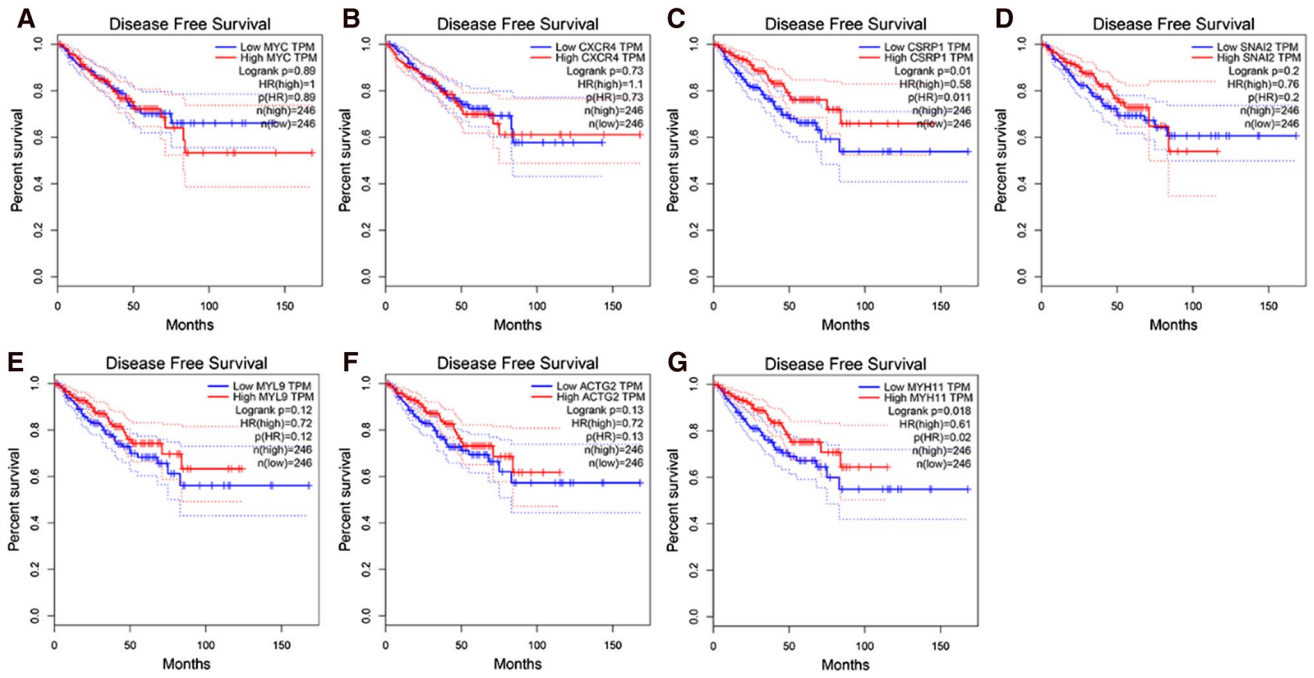 A
Disease Free Survival
Low MYC TPM
High MYC TPM
Logrank p=0.89
HR(high)=1
p(HR)=0.89
n(high)=246
n(low)=246
Percent survival
1.0
0.8
0.6
0.4
0.2
0.0
0 50 100 150
Months
B
Disease Free Survival
Low CXCR4 TPM
High CXCR4 TPM
Logrank p=0.73
HR(high)=1.1
p(HR)=0.73
n(high)=246
n(low)=246
Percent survival
1.0
0.8
0.6
0.4
0.2
0.0
0 50 100 150
Months
C
Disease Free Survival
Low CSRP1 TPM
High CSRP1 TPM
Logrank p=0.01
HR(high)=0.58
p(HR)=0.011
n(high)=246
n(low)=246
Percent survival
1.0
0.8
0.6
0.4
0.2
0.0
0 50 100 150
Months
D
Disease Free Survival
Low SNAI2 TPM
High SNAI2 TPM
Logrank p=0.2
HR(high)=0.76
p(HR)=0.2
n(high)=246
n(low)=246
Percent survival
1.0
0.8
0.6
0.4
0.2
0.0
0 50 100 150
Months
E
Disease Free Survival
Low MYL9 TPM
High MYL9 TPM
Logrank p=0.12
HR(high)=0.72
p(HR)=0.12
n(high)=246
n(low)=246
Percent survival
1.0
0.8
0.6
0.4
0.2
0.0
0 50 100 150
Months
F
Disease Free Survival
Low ACTG2 TPM
High ACTG2 TPM
Logrank p=0.13
HR(high)=0.72
p(HR)=0.13
n(high)=246
n(low)=246
Percent survival
1.0
0.8
0.6
0.4
0.2
0.0
0 50 100 150
Months
G
Disease Free Survival
Low MYH11 TPM
High MYH11 TPM
Logrank p=0.018
HR(high)=0.61
p(HR)=0.02
n(high)=246
n(low)=246
Percent survival
1.0
0.8
0.6
0.4
0.2
0.0
0 50 100 150
Months